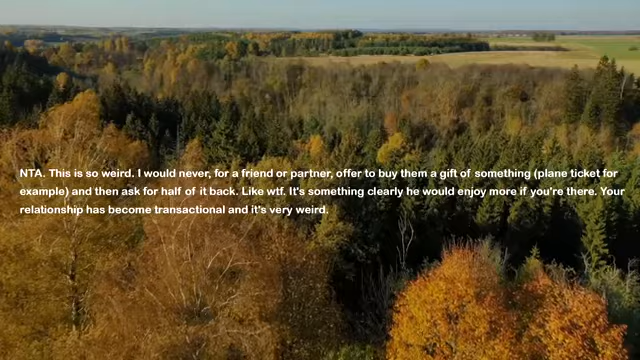 NTA. This is so weird. I would never, for a friend or partner, offer to buy them a gift of something (plane ticket for
example) and then ask for half of it back. Like wtf. It's something clearly he would enjoy more if you're there. Your
relationship has become transactional and it's very weird.